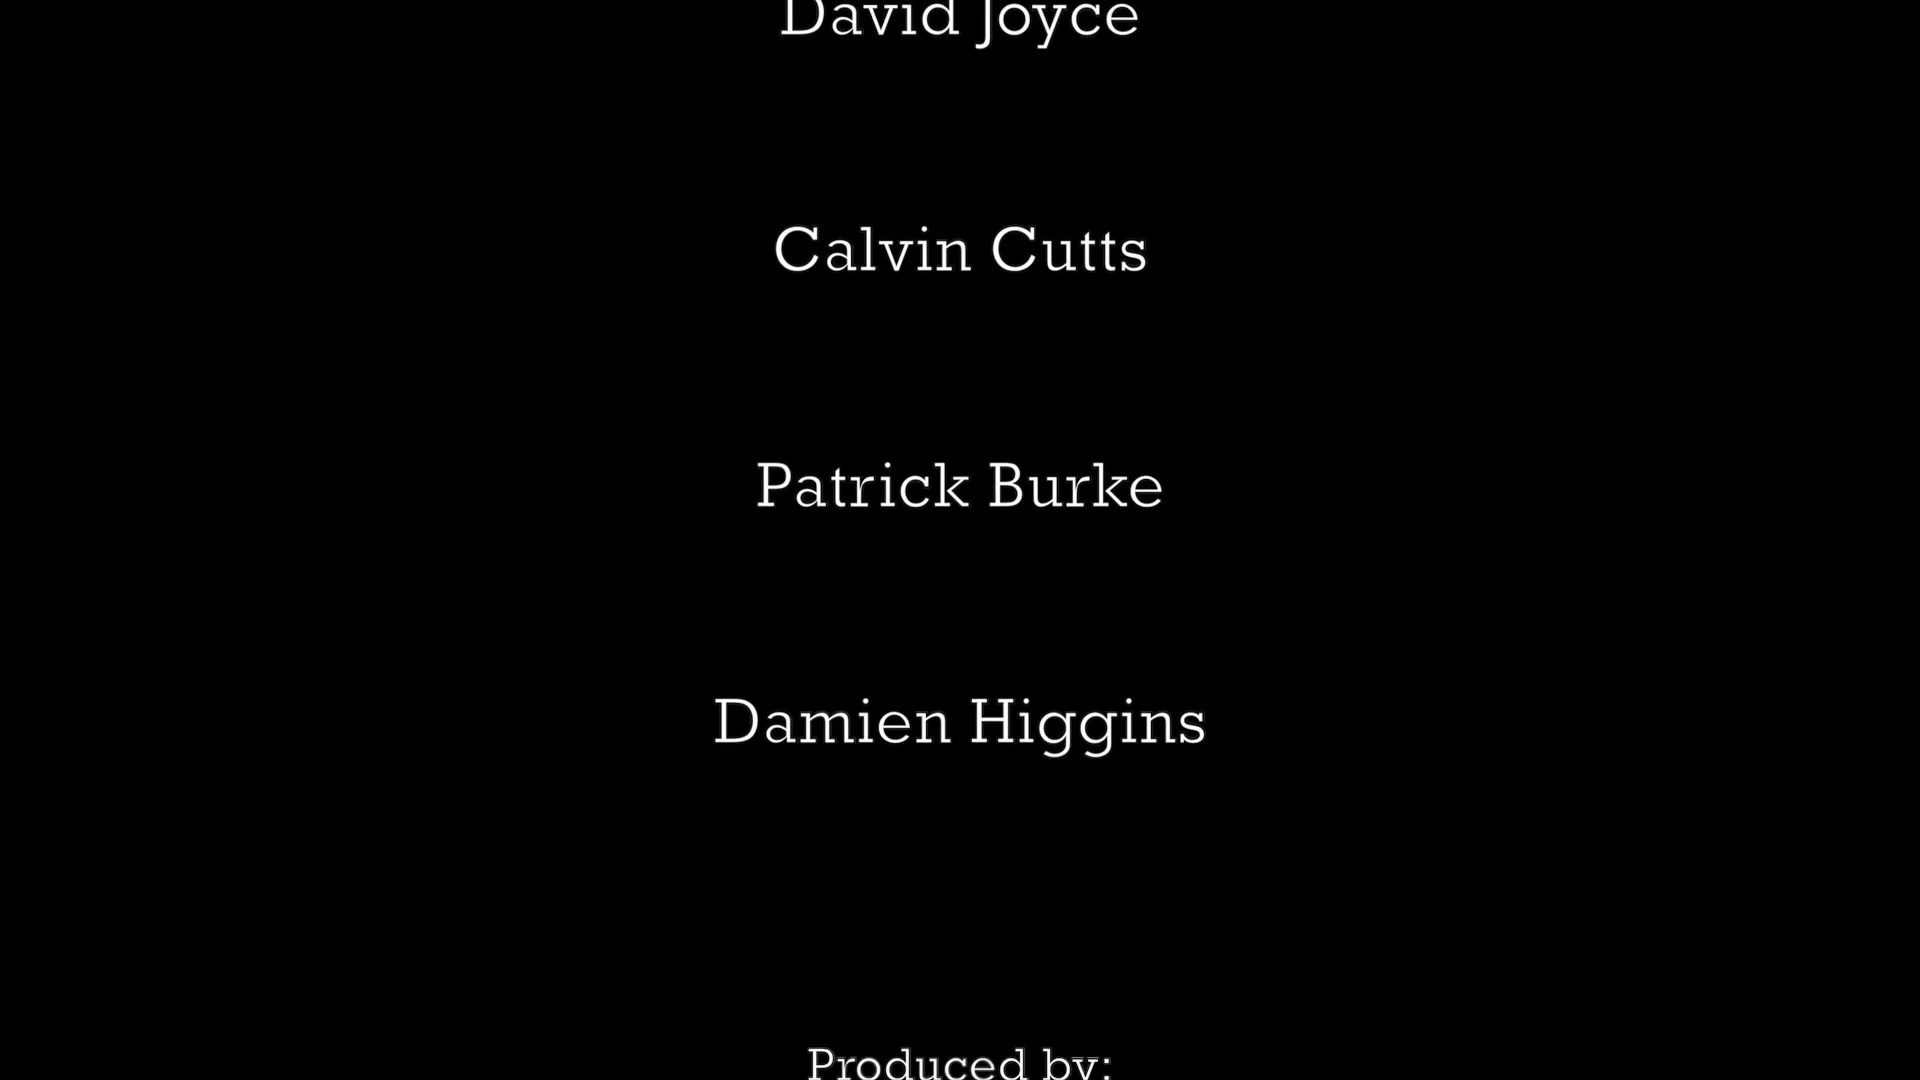 David Joyce
Calvin Cutts
Patrick Burke
Damien Higgins
Produced by: